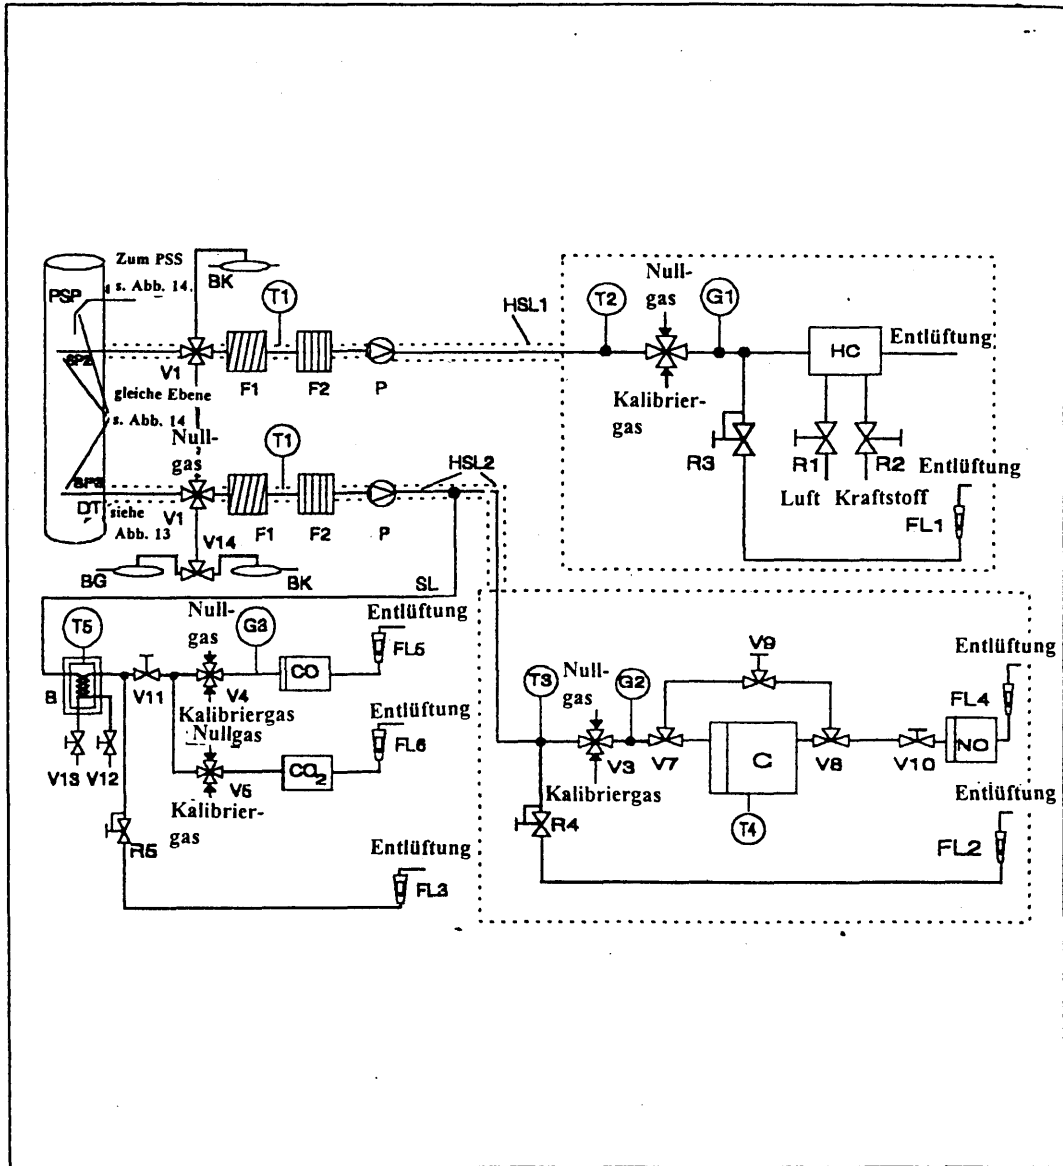 Zum PSS
s. Abb. 14.
PSP
BK
T1
HSL1
T2
Null-
gas
G1
SP2
V1
F1
F2
P
Kalibrier-
gas
HC
Entlüftung
gleiche Ebene
s. Abb. 14
Null-
gas
T1
HSL2
R3
R1
R2
Luft Kraftstoff
Entlüftung
FL1
SP3
DT
siehe
Abb. 13
V1
F1
F2
P
V14
BG
BK
SL
T5
Null-
gas
G3
CO
Entlüftung
FL5
B
V11
V4
Kalibriergas
Nullgas
Entlüftung
FL6
V13
V12
V5
CO2
Kalibrier-
gas
R5
Entlüftung
FL3
T3
Null-
gas
G2
V9
Entlüftung
FL4
V3
V7
C
V8
V10
NO
Kalibriergas
R4
T4
Entlüftung
FL2